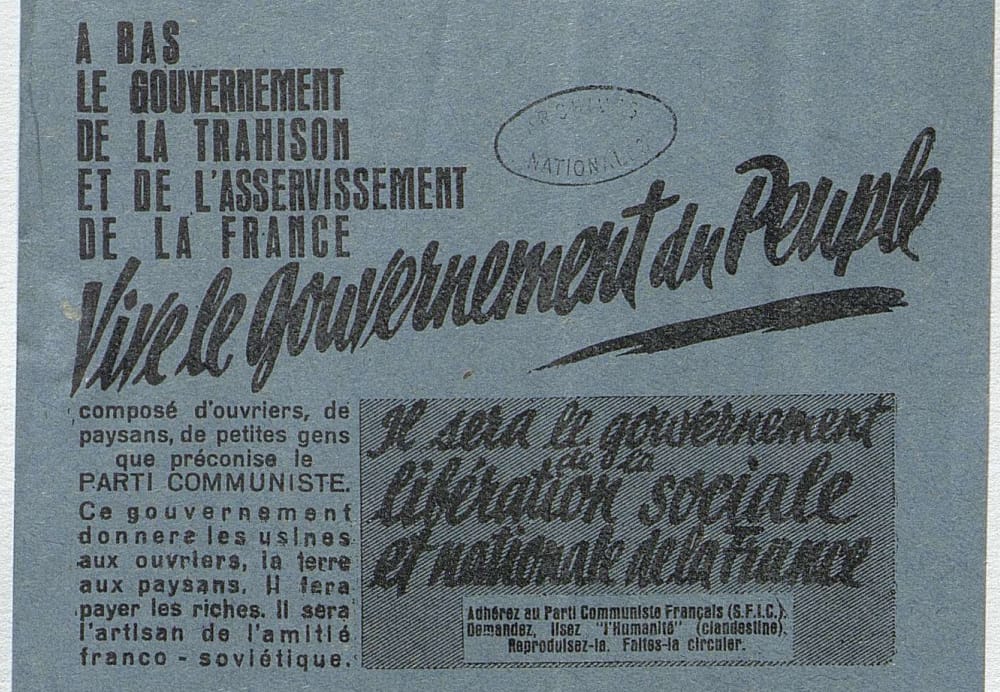 A BAS
LE GOUVERNEMENT
DE LA TRAHISON
ET DE L'ASSERVISSEMENT
DE LA FRANCE
ARCHIVES
NATIONALES
Vive le Gouvernement du Peuple
composé d'ouvriers, de
paysans, de petites gens
que préconise le
PARTI COMMUNISTE.
Ce gouvernement
donnere les usines
aux ouvriers, la terre
aux paysans. Il fera
payer les riches. Il sera
l'artisan de l'amitié
franco - soviétique.
Il sera le gouvernement
de la
libération sociale
et nationale de la France
Adhérez au Parti Communiste Français (S.F.I.C.).
Demandez, lisez "l'Humanité" (clandestine).
Reproduisez-la. Faites-la circuler.